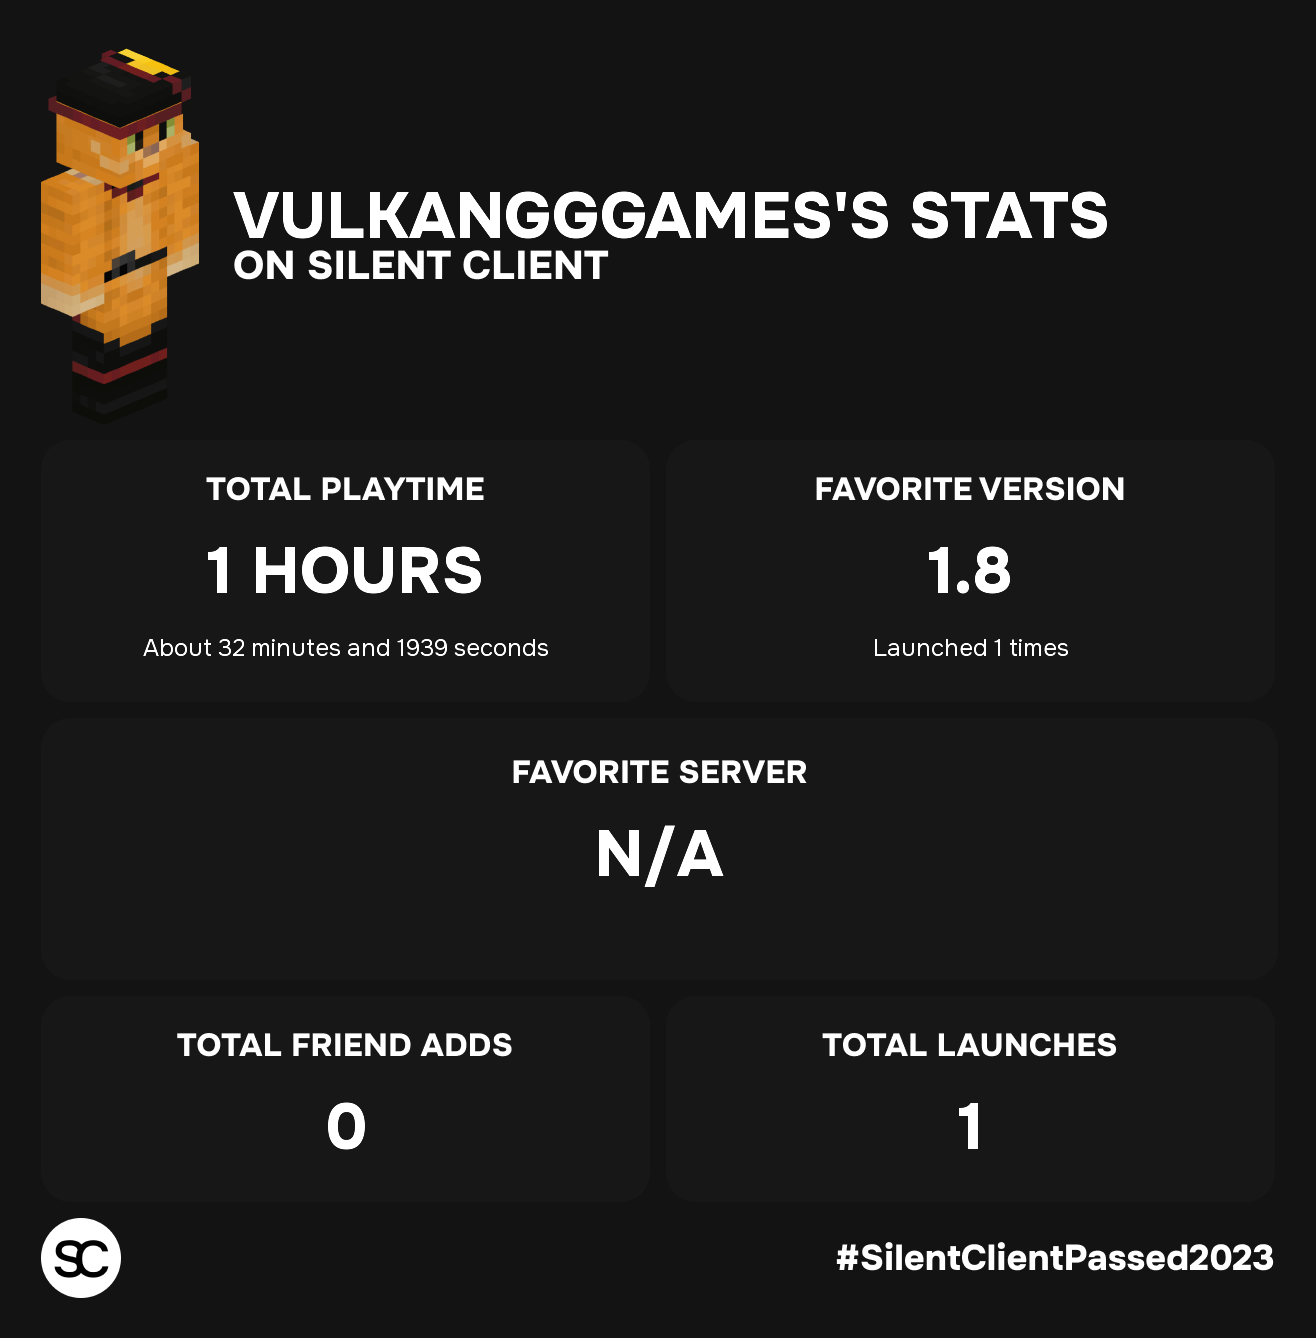 VULKANGGGAMES'S STATS
ON SILENT CLIENT
TOTAL PLAYTIME
1 HOURS
About 32 minutes and 1939 seconds
FAVORITE VERSION
1.8
Launched 1 times
FAVORITE SERVER
N/A
TOTAL FRIEND ADDS
0
TOTAL LAUNCHES
1
SC
#SilentClientPassed2023